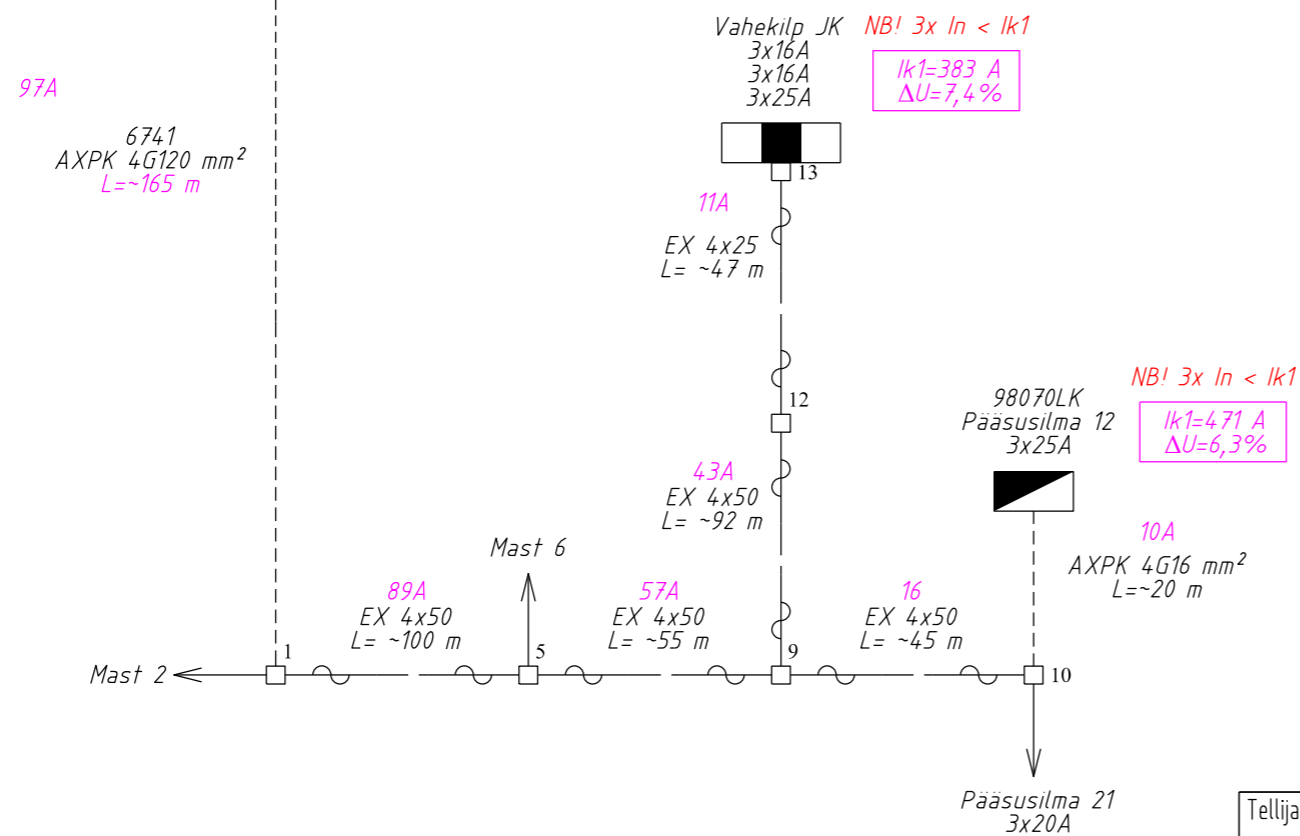 Vahekilp JK
3x16A
3x16A
3x25A
NB! 3x In < Ik1
Ik1=383 A
ΔU=7,4%
97A
6741
AXPK 4G120 mm²
L=~165 m
13
11A
EX 4x25
L= ~47 m
12
98070LK
Pääsusilma 12
3x25A
NB! 3x In < Ik1
Ik1=471 A
ΔU=6,3%
43A
EX 4x50
L= ~92 m
10A
AXPK 4G16 mm²
L=~20 m
Mast 6
89A
EX 4x50
L= ~100 m
57A
EX 4x50
L= ~55 m
16
EX 4x50
L= ~45 m
Mast 2
1
5
9
10
Pääsusilma 21
3x20A
Tellija